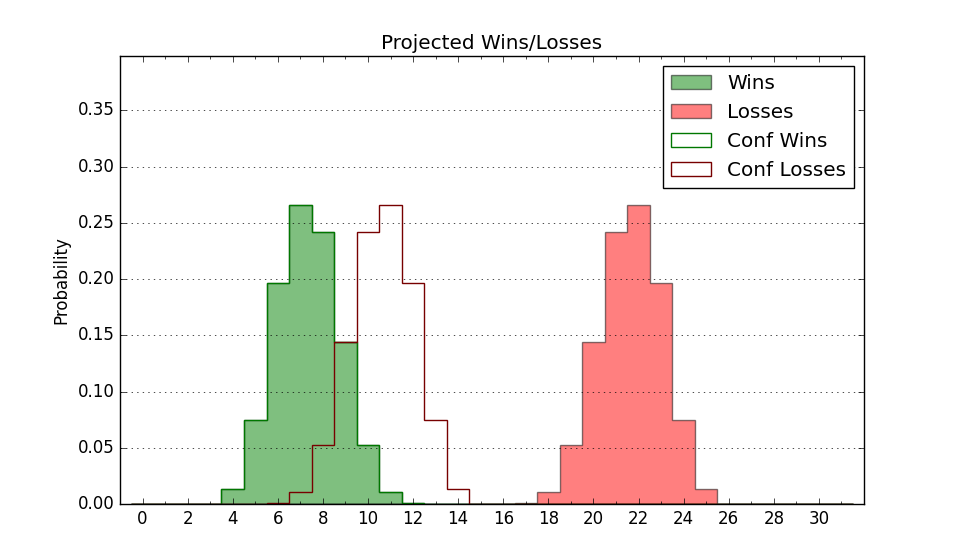 Projected Wins/Losses
Wins
Losses
Conf Wins
Conf Losses
Probability
0.35
0.30
0.25
0.20
0.15
0.10
0.05
0.00
0 2 4 6 8 10 12 14 16 18 20 22 24 26 28 30